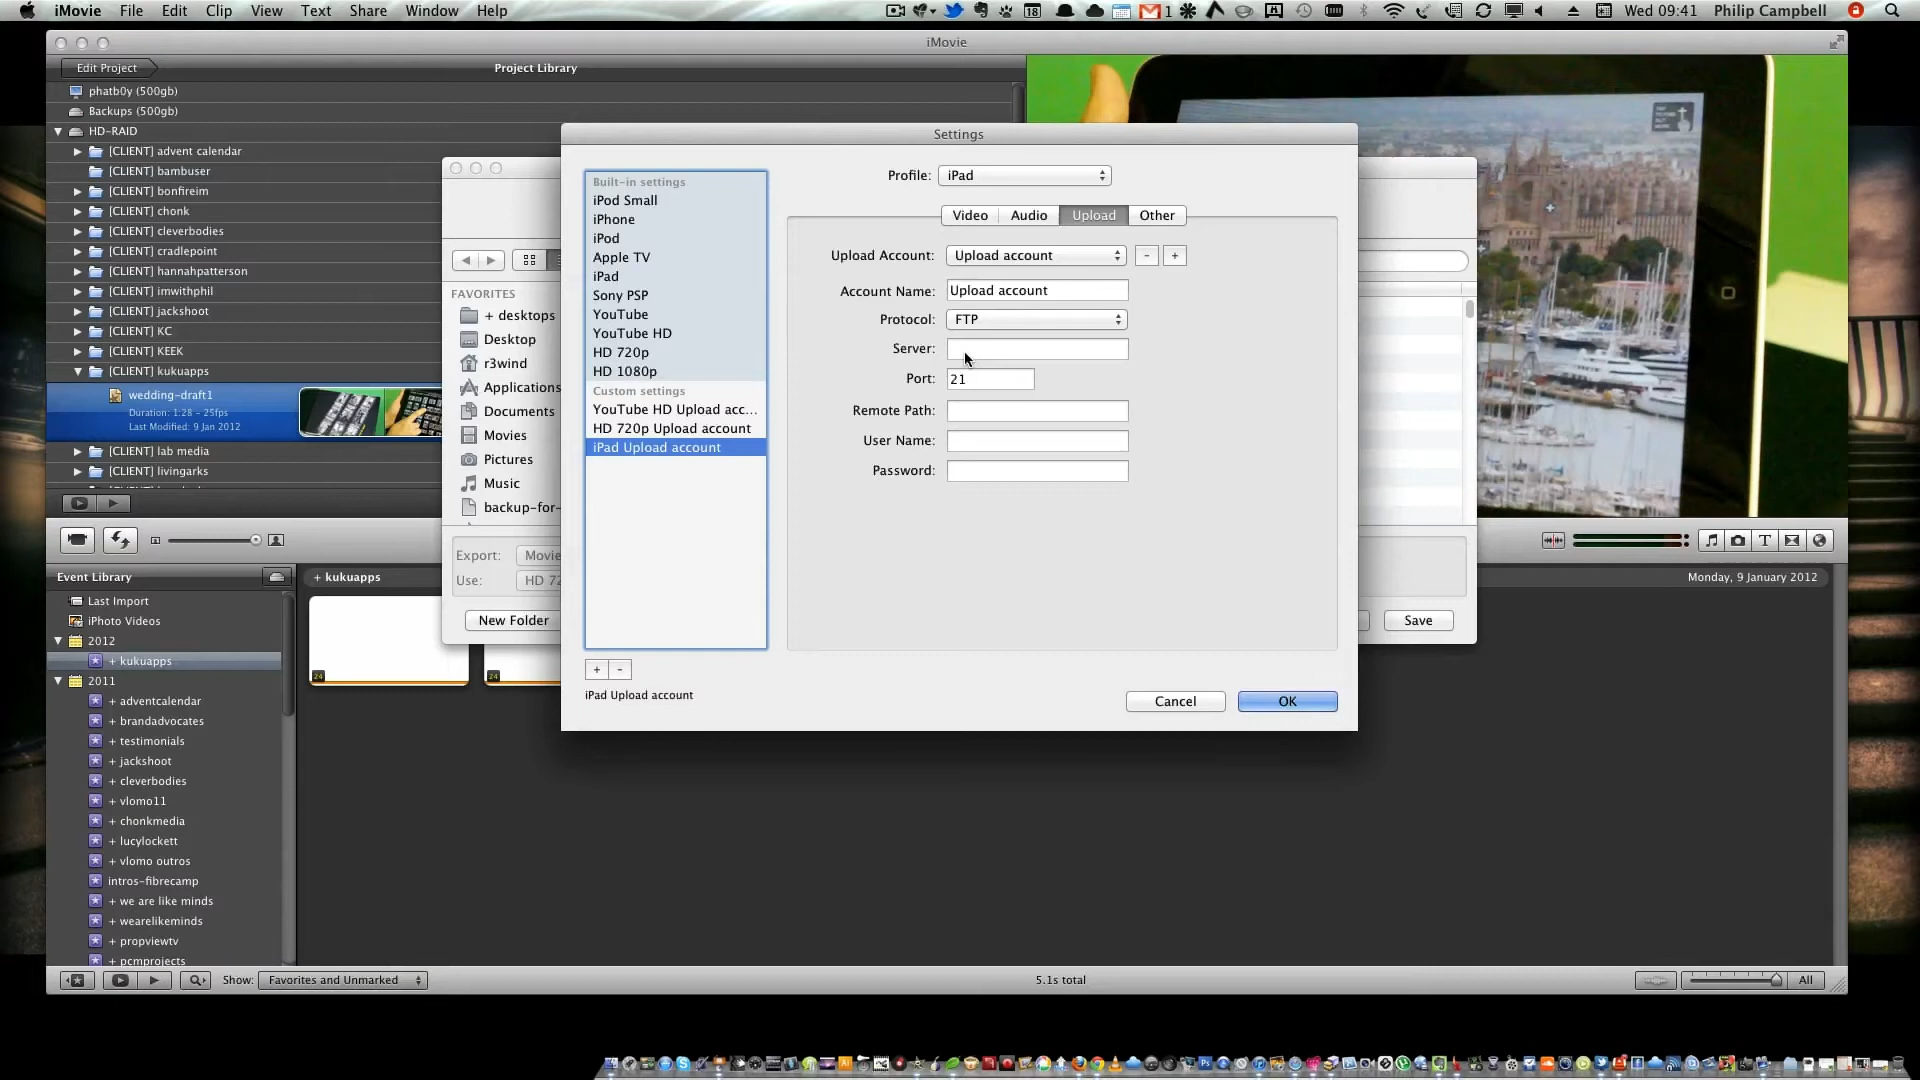 iMovie File Edit Clip View Text Share Window Help
18
1
Wed 09:41 Philip Campbell
iMovie
Edit Project
Project Library
phatb0y (500gb)
Backups (500gb)
HD-RAID
[CLIENT] advent calendar
[CLIENT] bambuser
[CLIENT] bonfireim
[CLIENT] chonk
[CLIENT] cleverbodies
[CLIENT] cradlepoint
[CLIENT] hannahpatterson
[CLIENT] imwithphil
[CLIENT] jackshoot
[CLIENT] KC
[CLIENT] KEEK
[CLIENT] kukuapps
wedding-draft1
Duration: 1:28 - 25fps
Last Modified: 9 Jan 2012
[CLIENT] lab media
[CLIENT] livingarks
FAVORITES
+ desktops
Desktop
r3wind
Applications
Documents
Movies
Pictures
Music
backup-for-
Export: Movie
Use: HD 72
New Folder
Save
Settings
Built-in settings
iPod Small
iPhone
iPod
Apple TV
iPad
Sony PSP
YouTube
YouTube HD
HD 720p
HD 1080p
Custom settings
YouTube HD Upload acc...
HD 720p Upload account
iPad Upload account
+ -
iPad Upload account
Profile: iPad
Video Audio Upload Other
Upload Account: Upload account - +
Account Name: Upload account
Protocol: FTP
Server:
Port: 21
Remote Path:
User Name:
Password:
Cancel OK
T
Event Library
+ kukuapps
Monday, 9 January 2012
Last Import
iPhoto Videos
2012
+ kukuapps
2011
+ adventcalendar
+ brandadvocates
+ testimonials
+ jackshoot
+ cleverbodies
+ vlomo11
+ chonkmedia
+ lucylockett
+ vlomo outros
intros-fibrecamp
+ we are like minds
+ wearelikeminds
+ propviewtv
+ pcmprojects
24
24
Show: Favorites and Unmarked
5.1s total
All